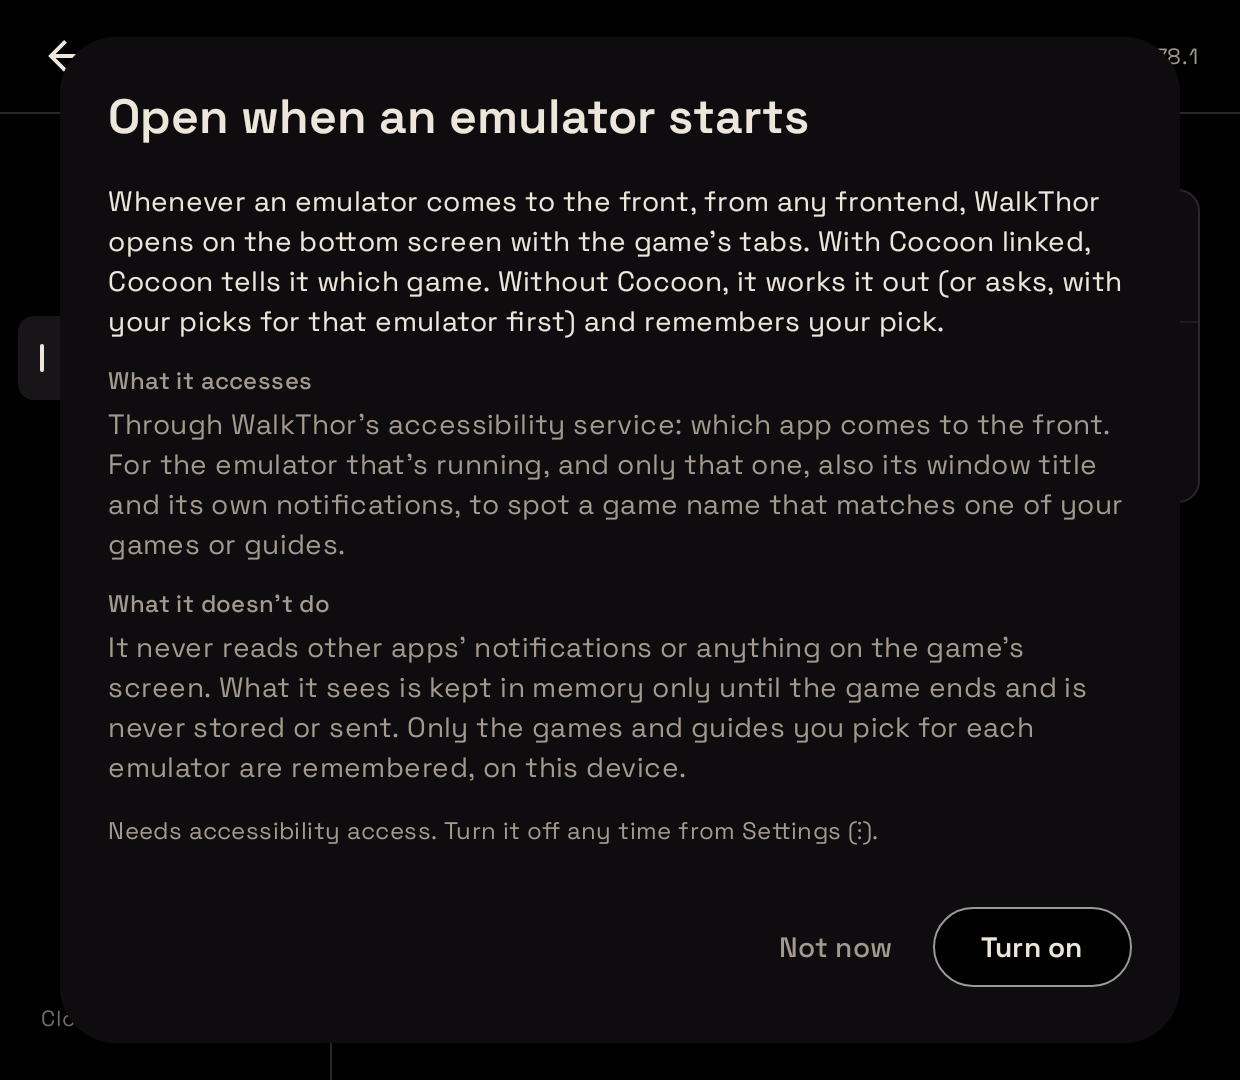 78.1
Open when an emulator starts
Whenever an emulator comes to the front, from any frontend, WalkThor
opens on the bottom screen with the game's tabs. With Cocoon linked,
Cocoon tells it which game. Without Cocoon, it works it out (or asks, with
your picks for that emulator first) and remembers your pick.
What it accesses
Through WalkThor's accessibility service: which app comes to the front.
For the emulator that's running, and only that one, also its window title
and its own notifications, to spot a game name that matches one of your
games or guides.
What it doesn't do
It never reads other apps' notifications or anything on the game's
screen. What it sees is kept in memory only until the game ends and is
never stored or sent. Only the games and guides you pick for each
emulator are remembered, on this device.
Needs accessibility access. Turn it off any time from Settings (⋮).
Not now
Turn on